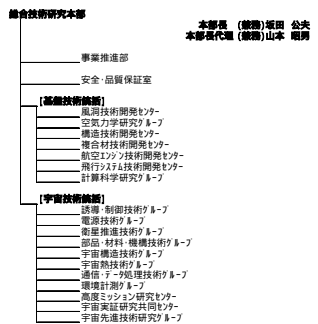 総合技術研究本部
本部長 (兼務)坂田 公夫
本部長代理 (兼務)山本 昭男
事業推進部
安全・品質保証室
【基盤技術統括】
風洞技術開発ｾﾝﾀｰ
空気力学研究ｸﾞﾙｰﾌﾟ
構造技術開発ｾﾝﾀｰ
複合材技術開発ｾﾝﾀｰ
航空ｴﾝｼﾞﾝ技術開発ｾﾝﾀｰ
飛行ｼｽﾃﾑ技術開発ｾﾝﾀｰ
計算科学研究ｸﾞﾙｰﾌﾟ
【宇宙技術統括】
誘導・制御技術ｸﾞﾙｰﾌﾟ
電源技術ｸﾞﾙｰﾌﾟ
衛星推進技術ｸﾞﾙｰﾌﾟ
部品・材料・機構技術ｸﾞﾙｰﾌﾟ
宇宙構造技術ｸﾞﾙｰﾌﾟ
宇宙熱技術ｸﾞﾙｰﾌﾟ
通信・ﾃﾞｰﾀ処理技術ｸﾞﾙｰﾌﾟ
環境計測ｸﾞﾙｰﾌﾟ
高度ミッション研究ｾﾝﾀｰ
宇宙実証研究共同ｾﾝﾀｰ
宇宙先進技術研究ｸﾞﾙｰﾌﾟ